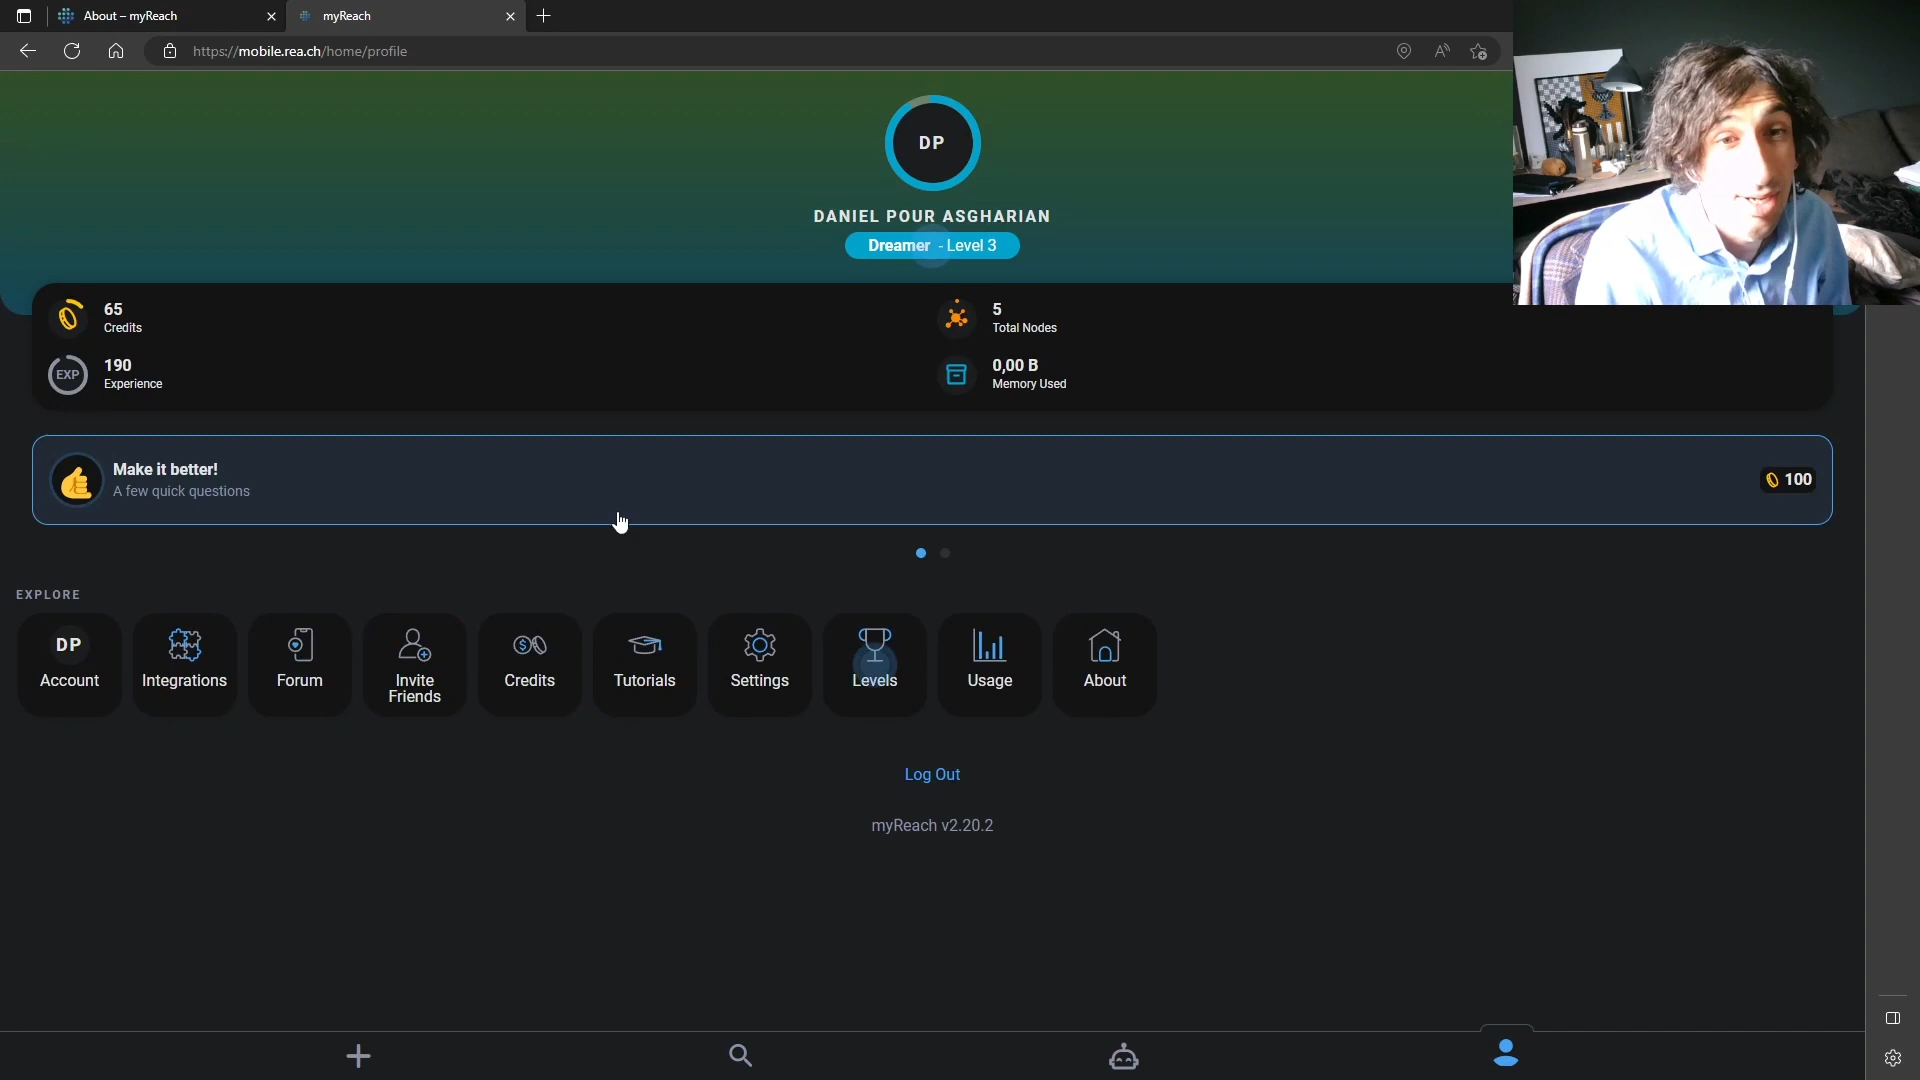 About – myReach
myReach
https://mobile.rea.ch/home/profile
DP
DANIEL POUR ASGHARIAN
Dreamer - Level 3
65
Credits
5
Total Nodes
EXP
190
Experience
0,00 B
Memory Used
Make it better!
A few quick questions
100
EXPLORE
DP
Account
Integrations
Forum
Invite
Friends
Credits
Tutorials
Settings
Levels
Usage
About
Log Out
myReach v2.20.2